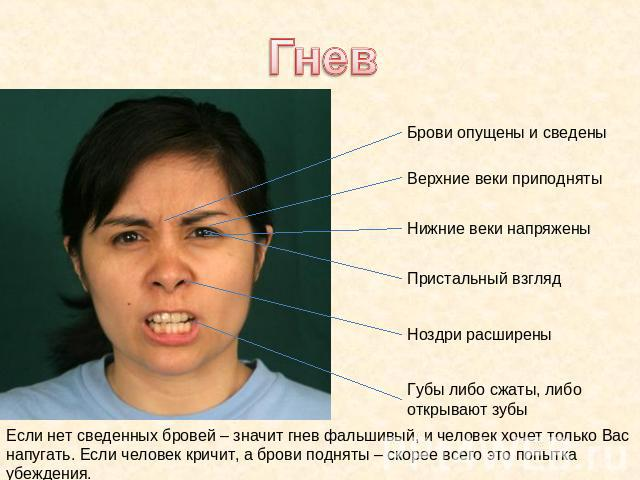 Гнев
Брови опущены и сведены
Верхние веки приподняты
Нижние веки напряжены
Пристальный взгляд
Ноздри расширены
Губы либо сжаты, либо
открывают зубы
Если нет сведенных бровей – значит гнев фальшивый, и человек хочет только Вас
напугать. Если человек кричит, а брови подняты – скорее всего это попытка
убеждения.